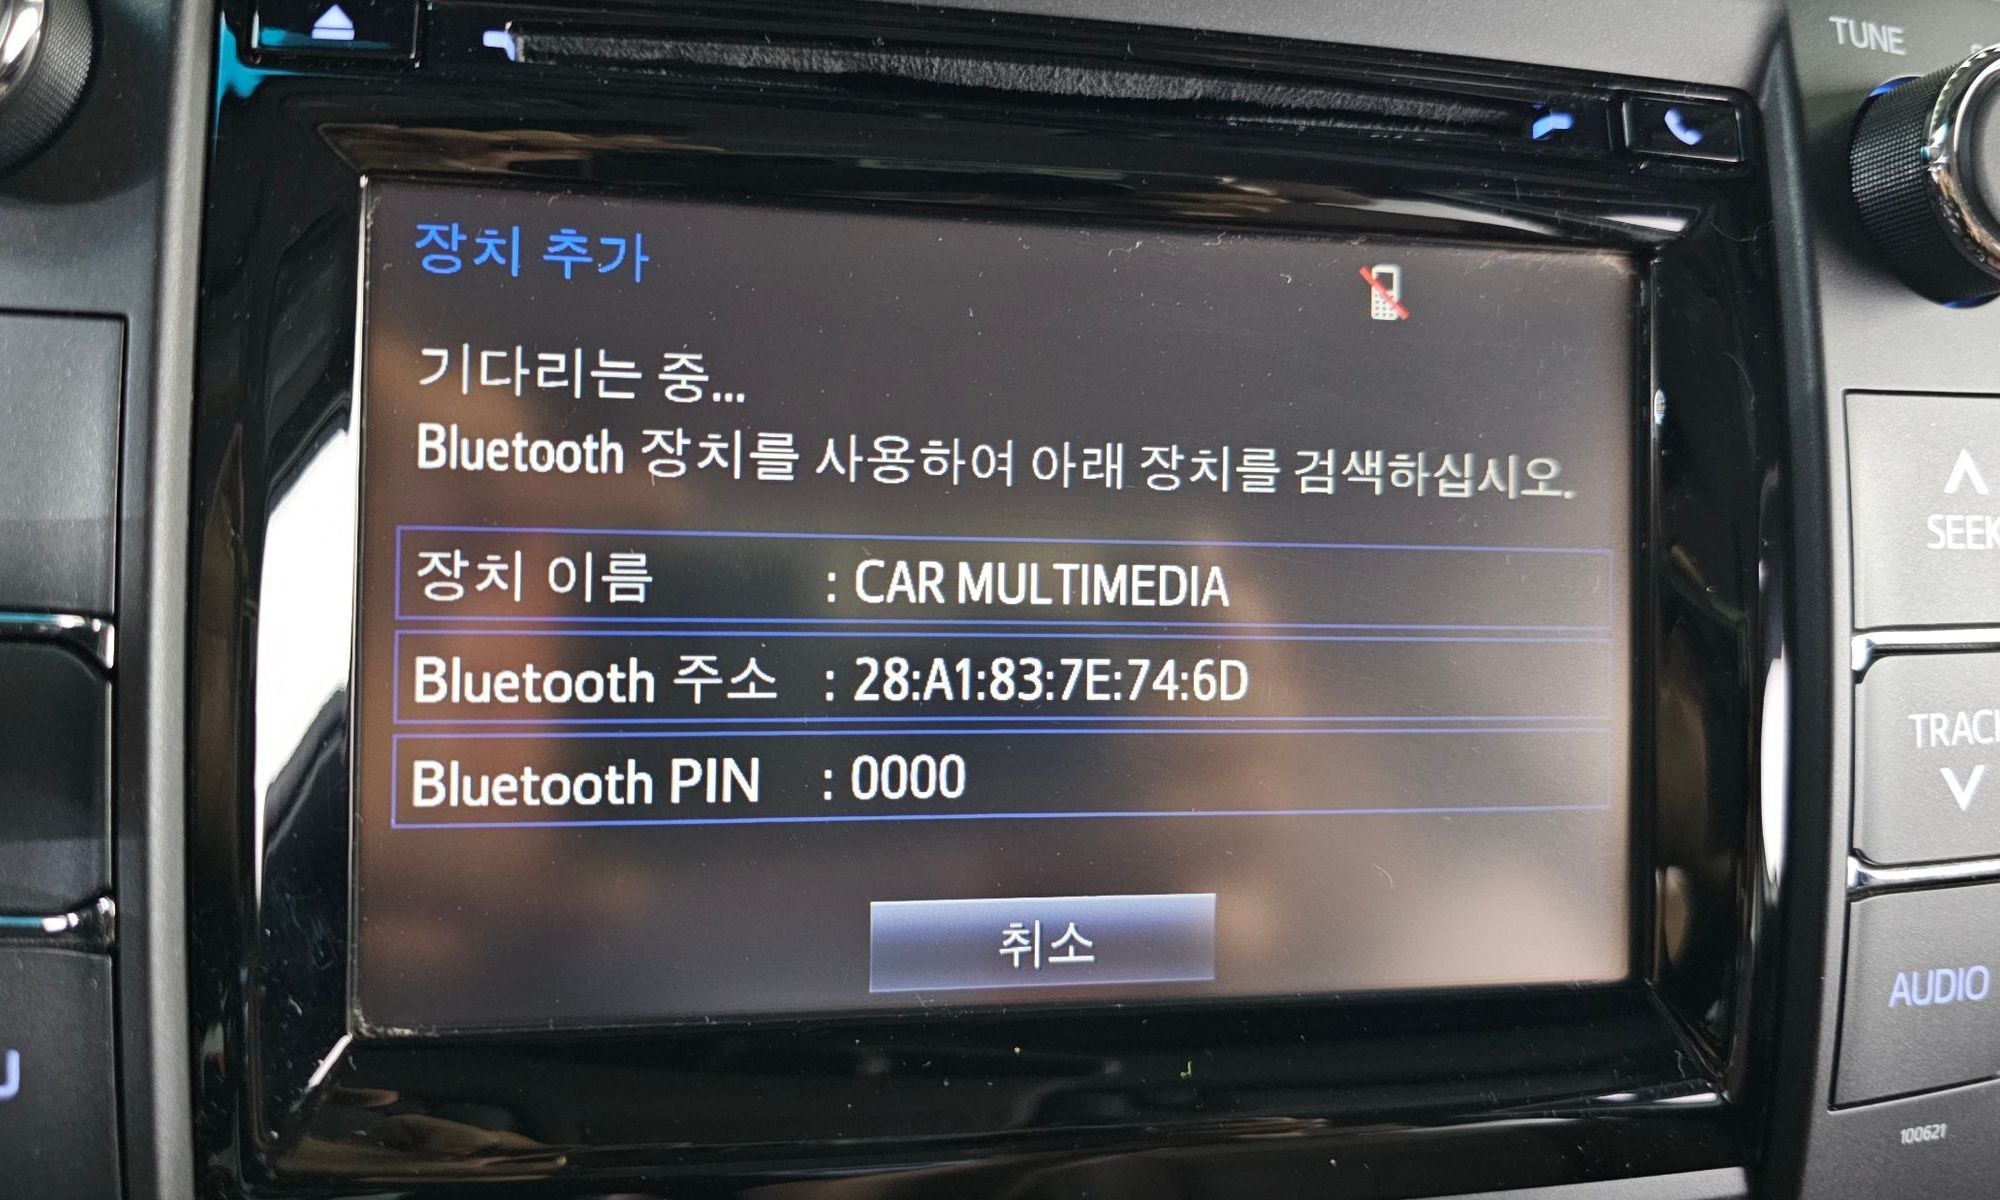 TUNE
장치 추가
기다리는 중...
Bluetooth 장치를 사용하여 아래 장치를 검색하십시오.
장치 이름 : CAR MULTIMEDIA
Bluetooth 주소 : 28:A1:83:7E:74:6D
Bluetooth PIN : 0000
취소
SEEK
TRACK
AUDIO
100621